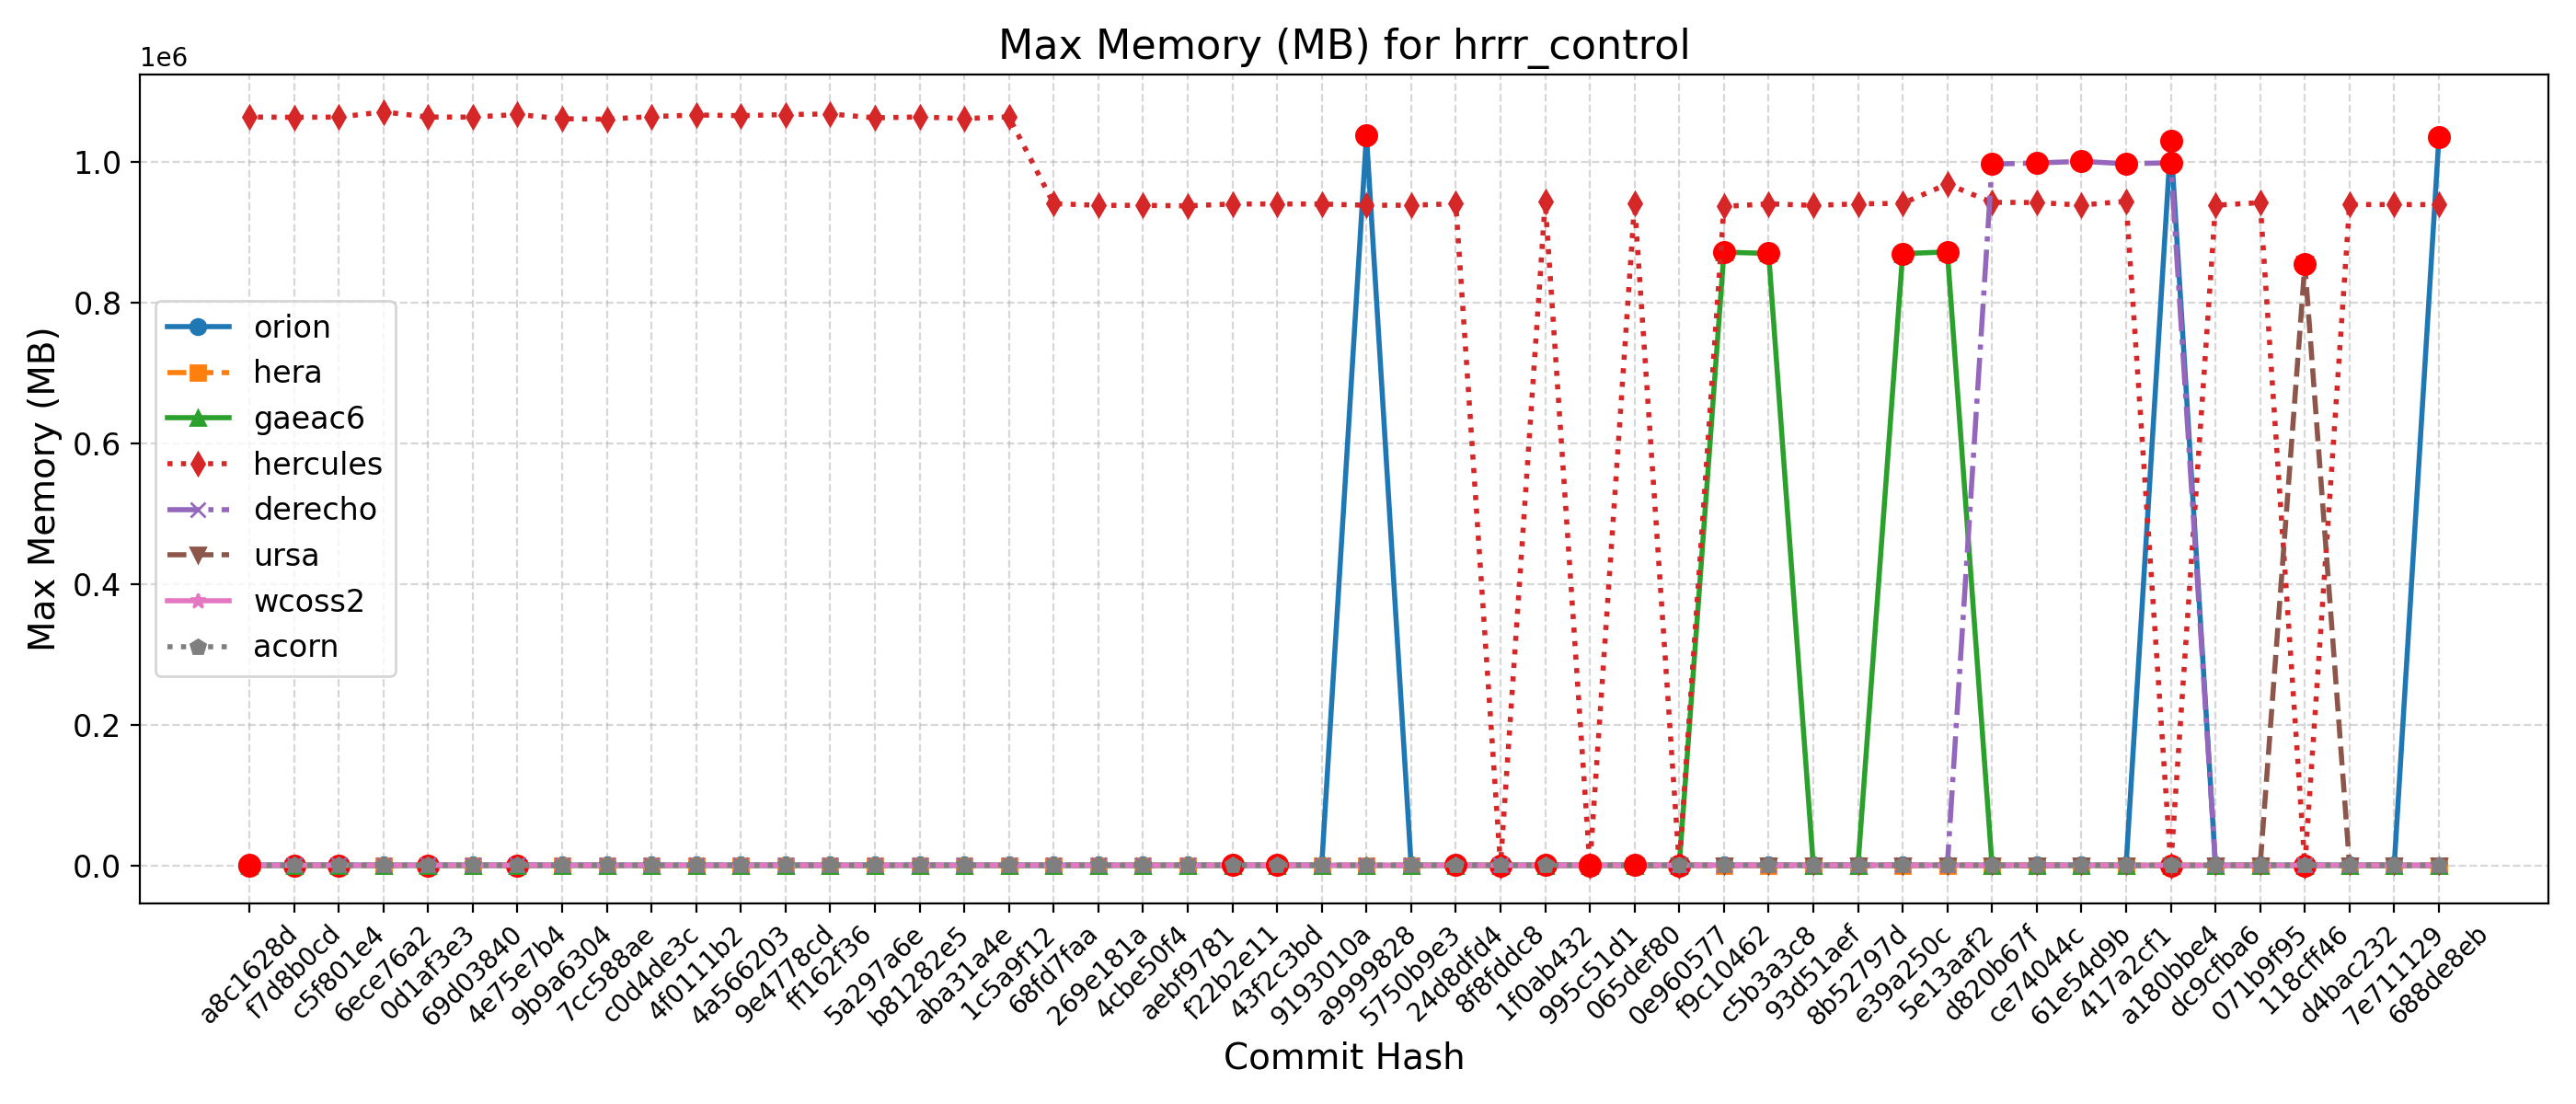 Max Memory (MB) for hrrr_control
1e6
1.0
0.8
0.6
0.4
0.2
0.0
Max Memory (MB)
orion
hera
gaeac6
hercules
derecho
ursa
wcoss2
acorn
a8c1628d
f7d8b0cd
c5f801e4
6ece76a2
0d1af3e3
69d03840
4e75e7b4
9b9a6304
7cc588ae
c0d4de3c
4f0111b2
4a566203
9e4778cd
ff162f36
5a297a6e
b81282e5
aba31a4e
1c5a9f12
68fd7faa
269e181a
4cbe50f4
aebf9781
f22b2e11
43f2c3bd
9193010a
a9999828
5750b9e3
24d8dfd4
8f8fddc8
1f0ab432
995c51d1
065def80
0e960577
f9c10462
c5b3a3c8
93d51aef
8b52797d
e39a250c
5e13aaf2
d820b67f
ce74044c
61e54d9b
417a2cf1
a180bbe4
dc9cfba6
071b9f95
118cff46
d4bac232
7e711129
688de8eb
Commit Hash